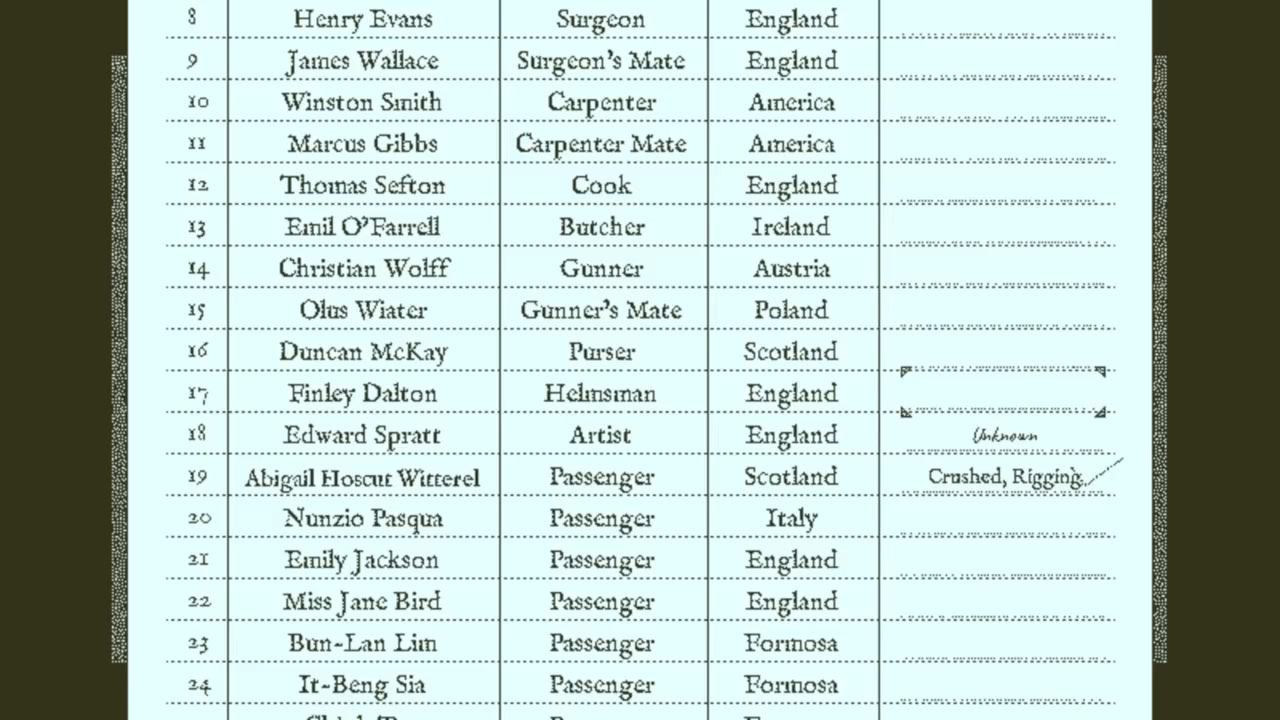 8 Henry Evans Surgeon England
9 James Wallace Surgeon's Mate England
10 Winston Smith Carpenter America
11 Marcus Gibbs Carpenter Mate America
12 Thomas Sefton Cook England
13 Emil O'Farrell Butcher Ireland
14 Christian Wolff Gunner Austria
15 Olus Wiater Gunner's Mate Poland
16 Duncan McKay Purser Scotland
17 Finley Dalton Helmsman England
18 Edward Spratt Artist England Unknown
19 Abigail Hoscut Witterel Passenger Scotland Crushed, Rigging
20 Nunzio Pasqua Passenger Italy
21 Emily Jackson Passenger England
22 Miss Jane Bird Passenger England
23 Bun-Lan Lim Passenger Formosa
24 It-Beng Sia Passenger Formosa